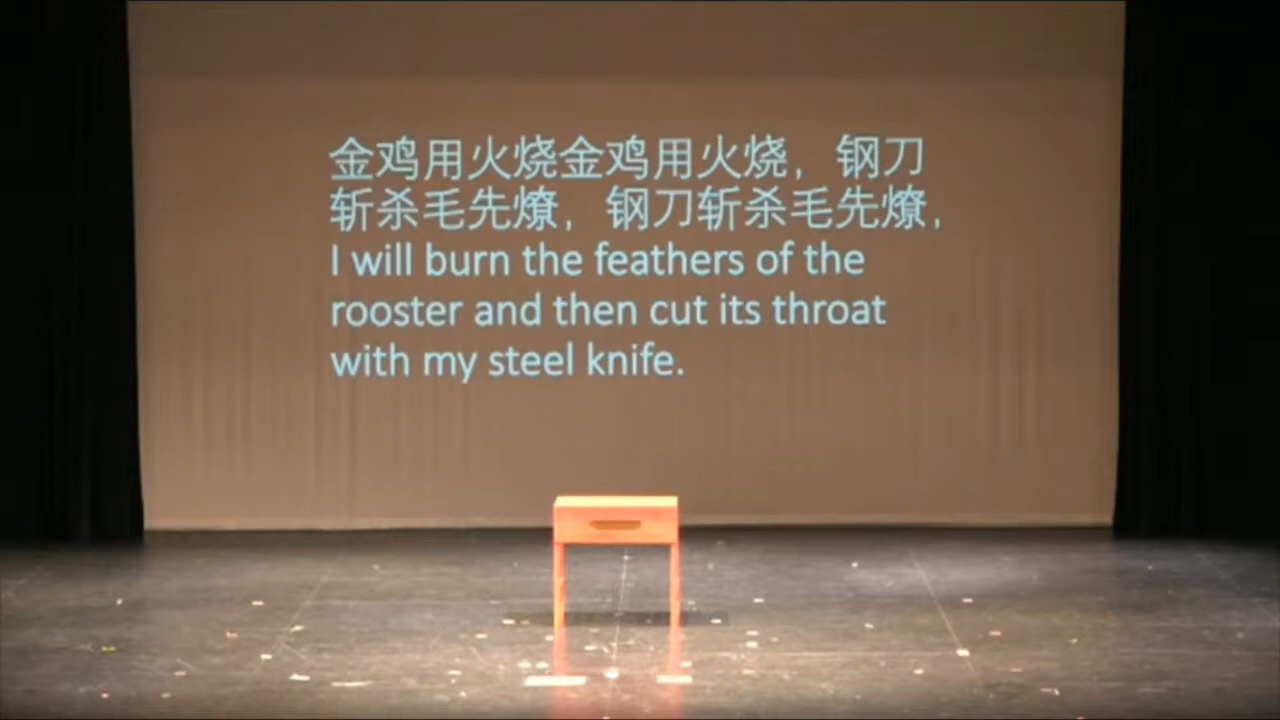 金鸡用火烧金鸡用火烧，钢刀
斩杀毛先燎，钢刀斩杀毛先燎，
I will burn the feathers of the
rooster and then cut its throat
with my steel knife.